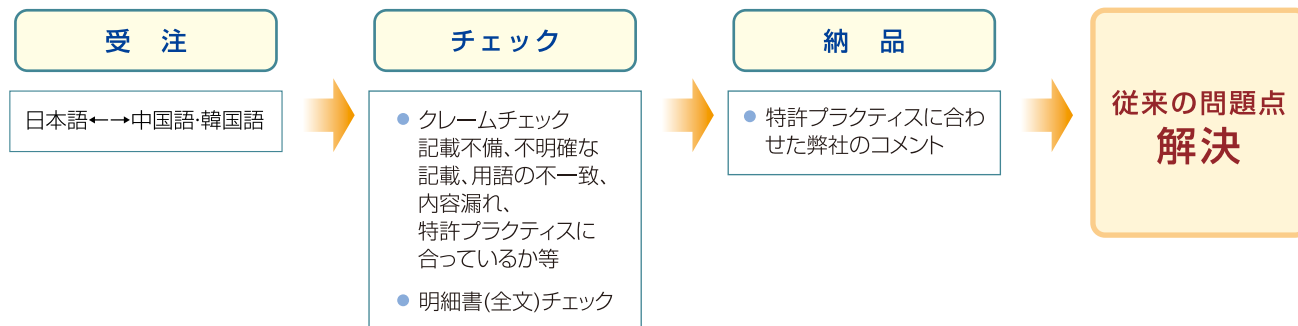 受　注
日本語←→中国語·韓国語
チェック
● クレームチェック
記載不備、不明確な
記載、用語の不一致、
内容漏れ、
特許プラクティスに
合っているか等
● 明細書(全文)チェック
納　品
● 特許プラクティスに合わ
せた弊社のコメント
従来の問題点
解決